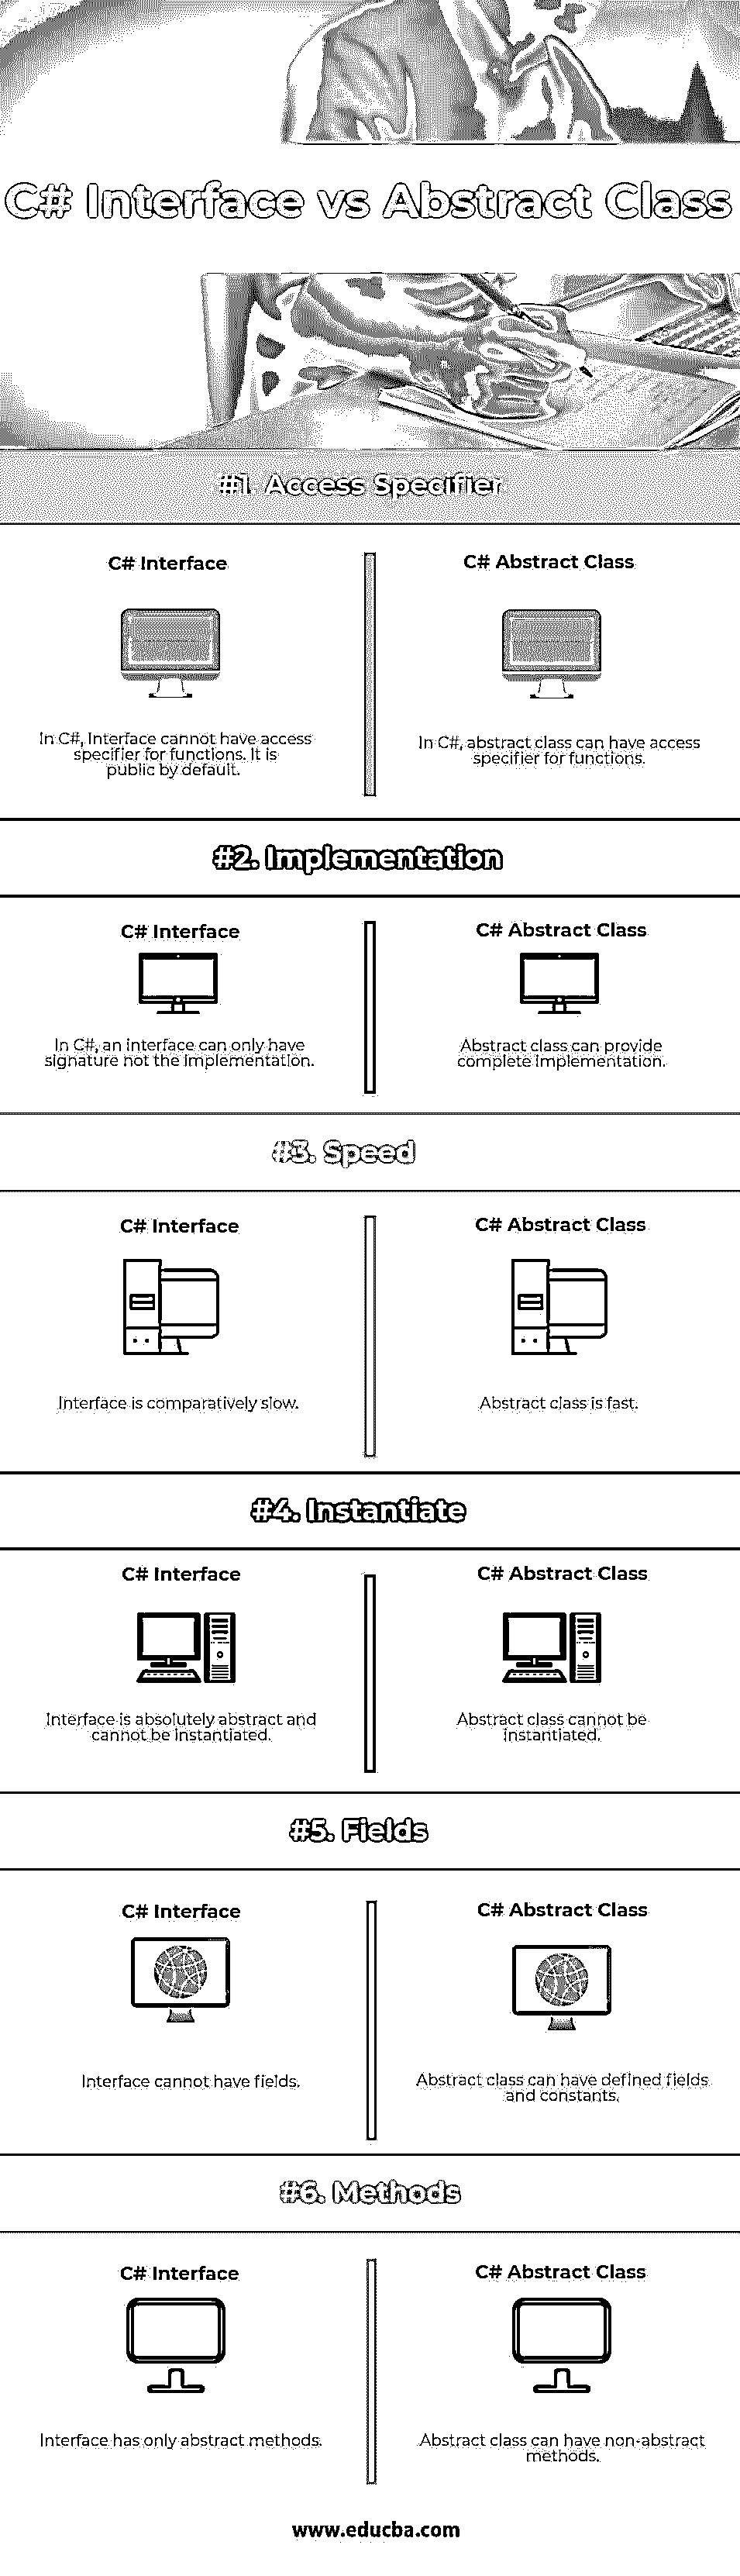 C# Interface vs Abstract Class
#1. Access Specifier
C# Interface
C# Abstract Class
In C#, Interface cannot have access
specifier for functions. It is
public by default.
In C#, abstract class can have access
specifier for functions.
#2. Implementation
C# Interface
C# Abstract Class
In C#, an interface can only have
signature not the implementation.
Abstract class can provide
complete implementation.
#3. Speed
C# Interface
C# Abstract Class
Interface is comparatively slow.
Abstract class is fast.
#4. Instantiate
C# Interface
C# Abstract Class
Interface is absolutely abstract and
cannot be instantiated.
Abstract class cannot be
instantiated.
#5. Fields
C# Interface
C# Abstract Class
Interface cannot have fields.
Abstract class can have defined fields
and constants.
#6. Methods
C# Interface
C# Abstract Class
Interface has only abstract methods.
Abstract class can have non-abstract
methods.
www.educba.com